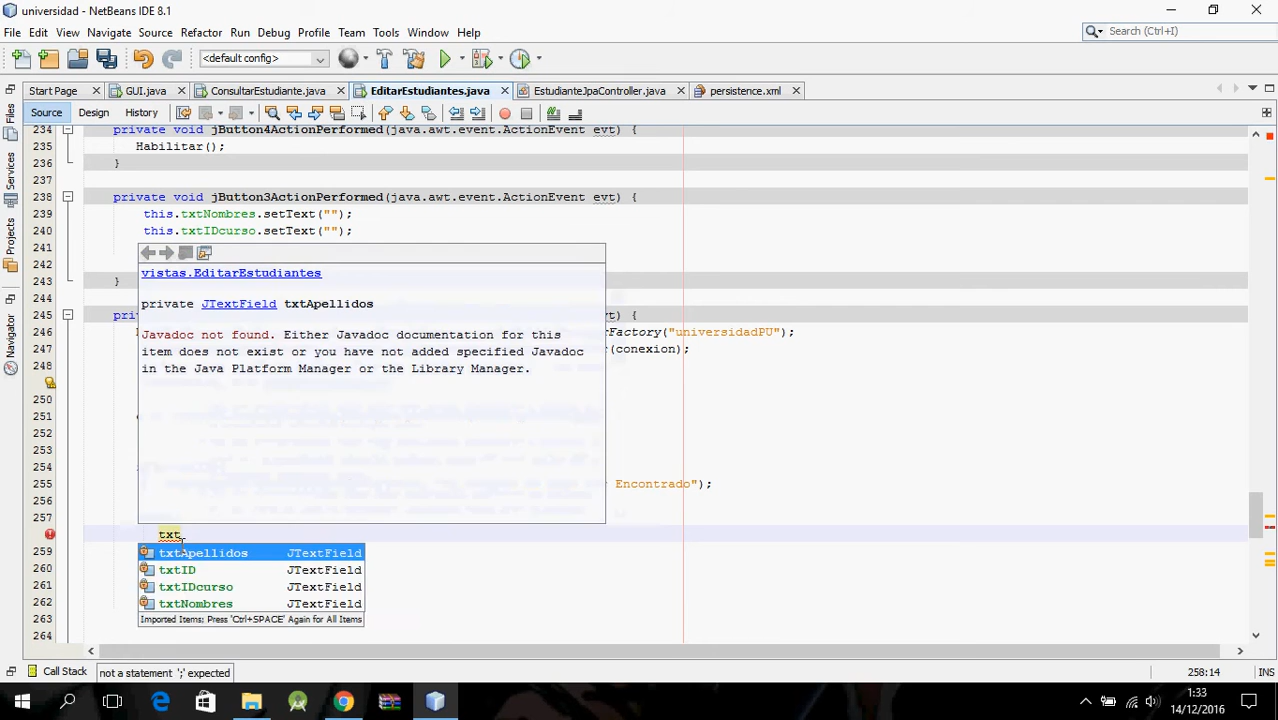 universidad - NetBeans IDE 8.1
File Edit View Navigate Source Refactor Run Debug Profile Team Tools Window Help
Search (Ctrl+I)
<default config>
Start Page GUI.java ConsultarEstudiante.java EditarEstudiantes.java EstudianteJpaController.java persistence.xml
Source Design History
Files
Services
Projects
Navigator
234 private void jButton4ActionPerformed(java.awt.event.ActionEvent evt) {
235 Habilitar();
236 }
237
238 private void jButton3ActionPerformed(java.awt.event.ActionEvent evt) {
239 this.txtNombres.setText("");
240 this.txtIDcurso.setText("");
241
243 }
244
245 evt) {
246 Factory("universidadPU");
247 (conexion);
248
250
251
252
253
254
255 Encontrado");
256
257
txt
259
260
261
262
263
264
vistas.EditarEstudiantes
private JTextField txtApellidos
Javadoc not found. Either Javadoc documentation for this
item does not exist or you have not added specified Javadoc
in the Java Platform Manager or the Library Manager.
txtApellidos JTextField
txtID JTextField
txtIDcurso JTextField
txtNombres JTextField
Imported Items; Press 'Ctrl+SPACE' Again for All Items
Call Stack not a statement ';' expected 258:14 INS
1:33
14/12/2016